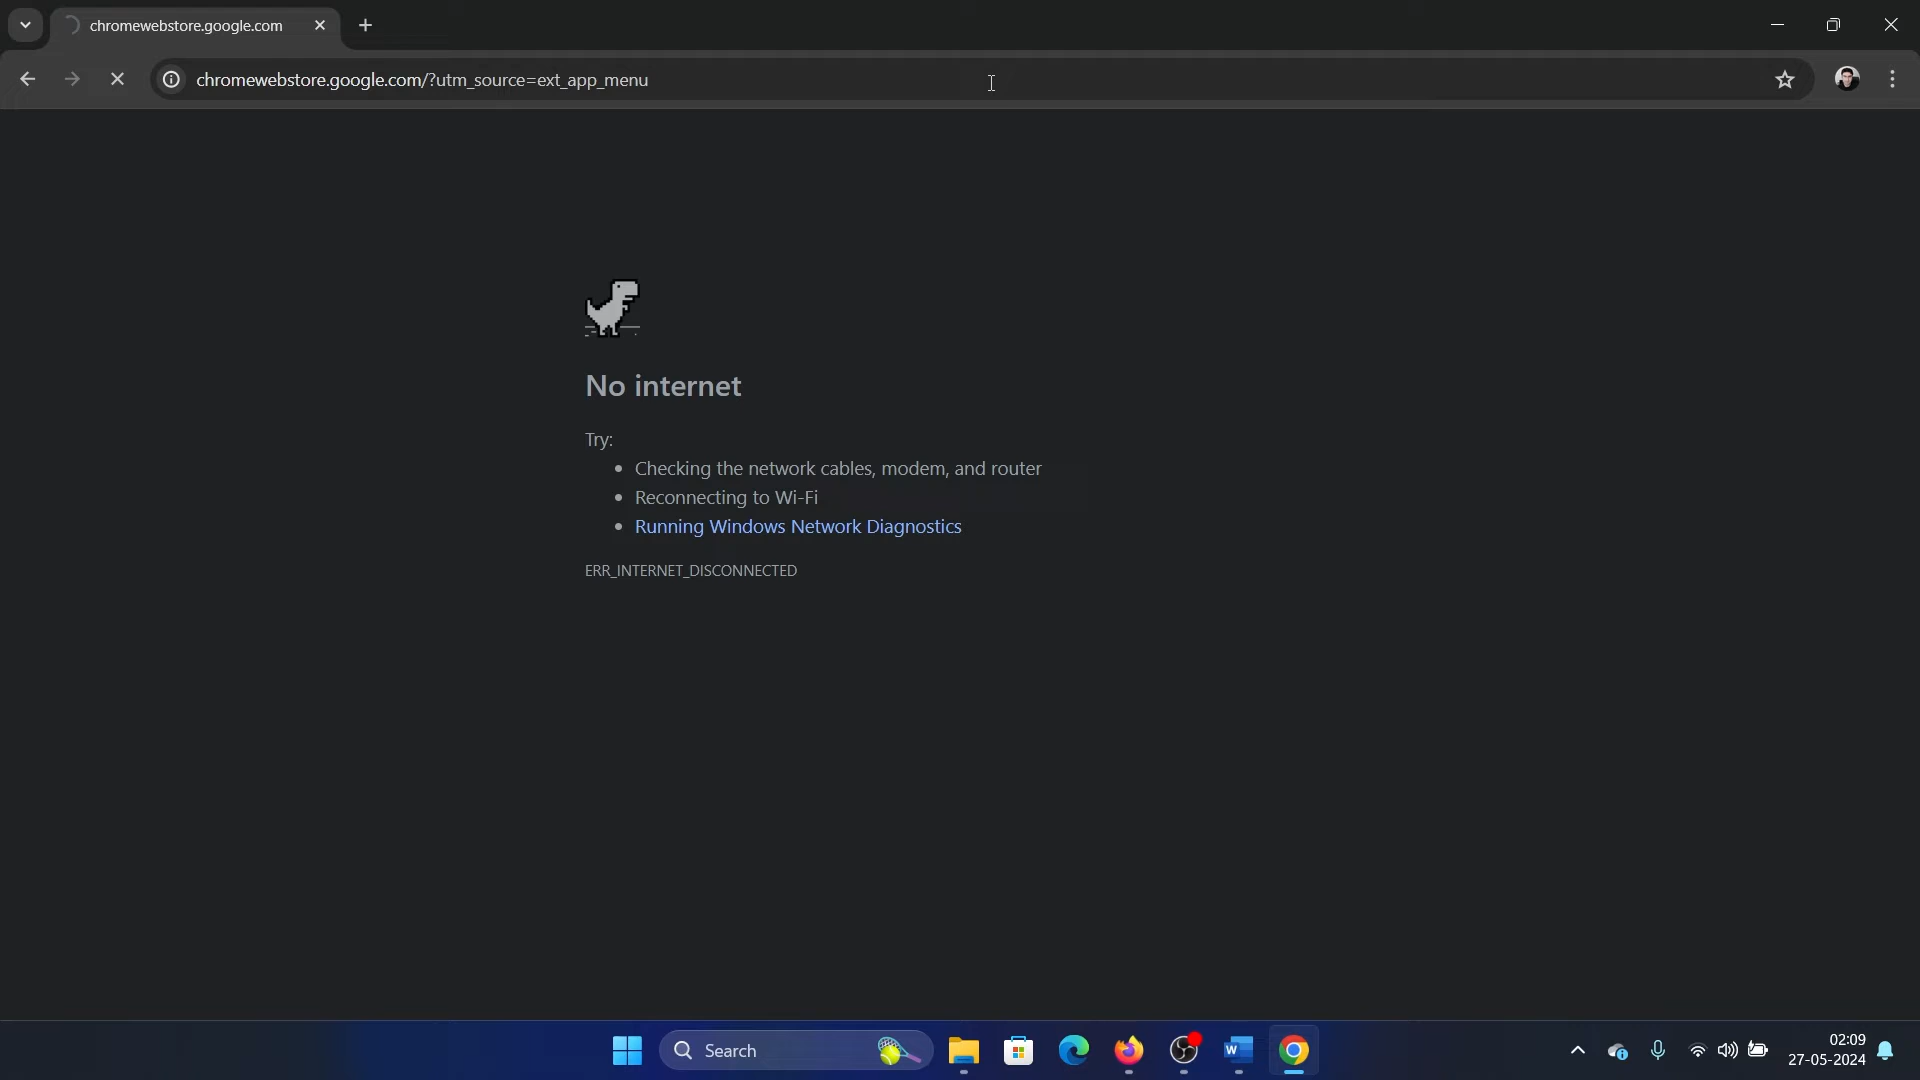 chromewebstore.google.com
chromewebstore.google.com/?utm_source=ext_app_menu
No internet
Try:
Checking the network cables, modem, and router
Reconnecting to Wi-Fi
Running Windows Network Diagnostics
ERR_INTERNET_DISCONNECTED
Search
W
02:09
27-05-2024